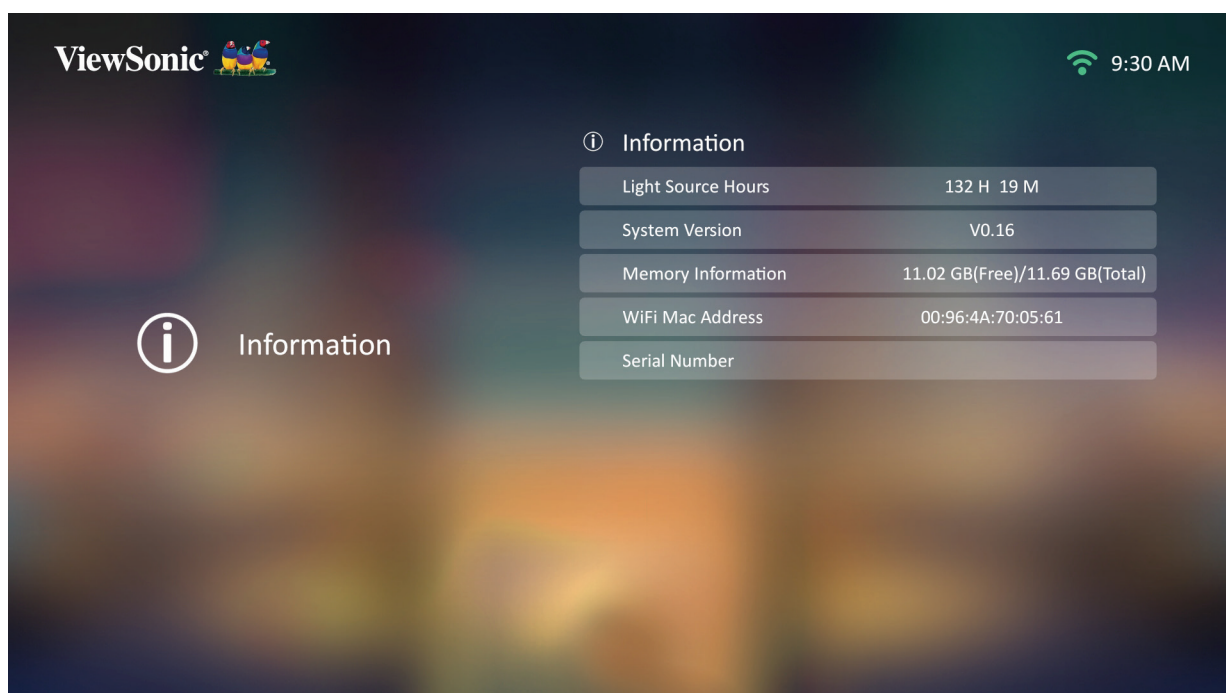 ViewSonic®
9:30 AM
Information
Light Source Hours 132 H 19 M
System Version V0.16
Memory Information 11.02 GB(Free)/11.69 GB(Total)
WiFi Mac Address 00:96:4A:70:05:61
Serial Number
Information